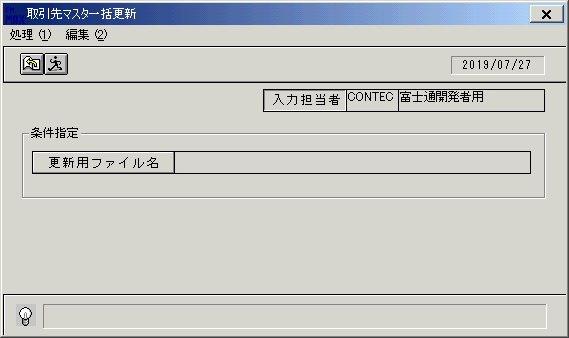 取引先マスター括更新
処理(1) 編集(2)
2019/07/27
入力担当者 CONTEC 富士通開発者用
条件指定
更新用ファイル名